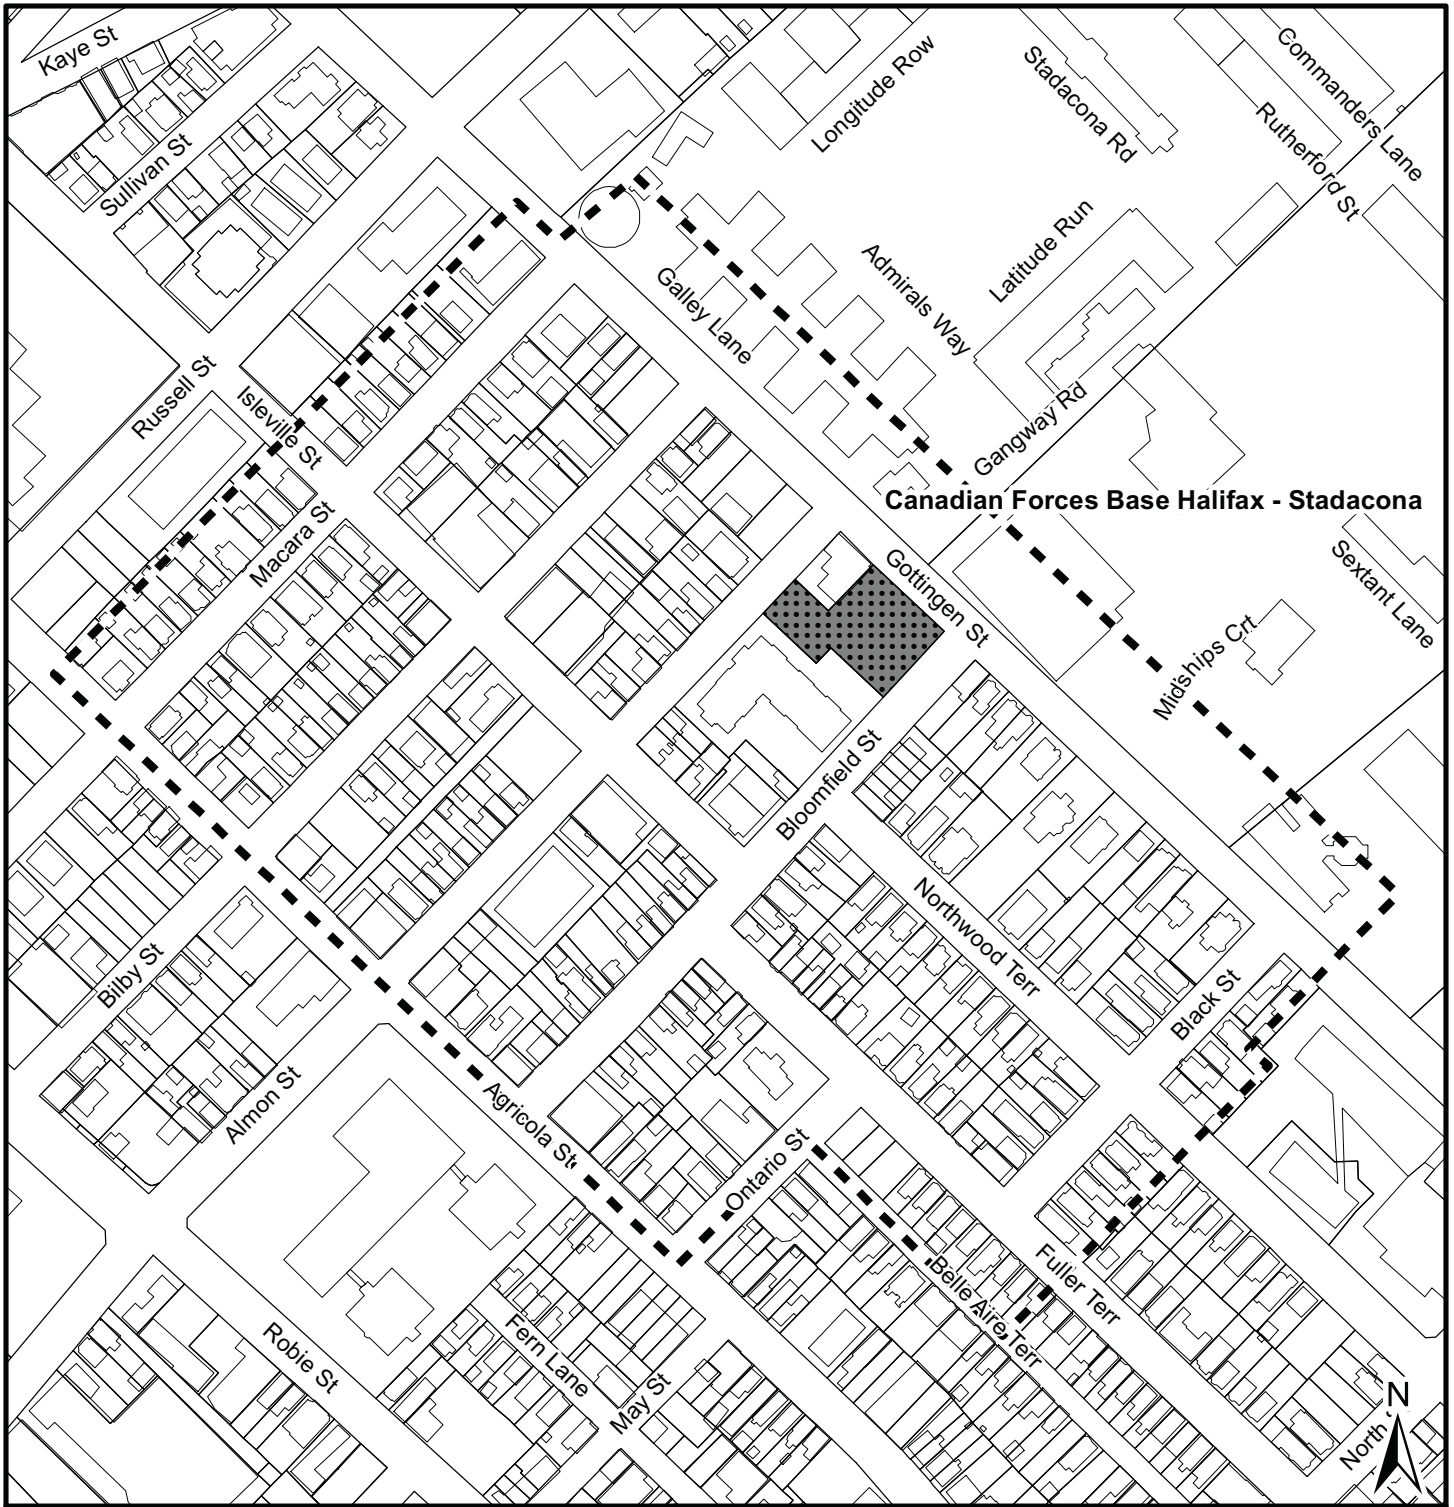 Kaye St
Longitude Row
Stadacona Rd
Commanders Lane
Rutherford St
Sullivan St
Latitude Run
Admirals Way
Galley Lane
Russell St
Isleville St
Gangway Rd
Canadian Forces Base Halifax - Stadacona
Macara St
Gottingen St
Sextant Lane
Midships Crt
Bloomfield St
Northwood Terr
Bilby St
Black St
Almon St
Agricola St
Ontario St
Belle Aire Terr
Fuller Terr
Robie St
Fern Lane
May St
N
North